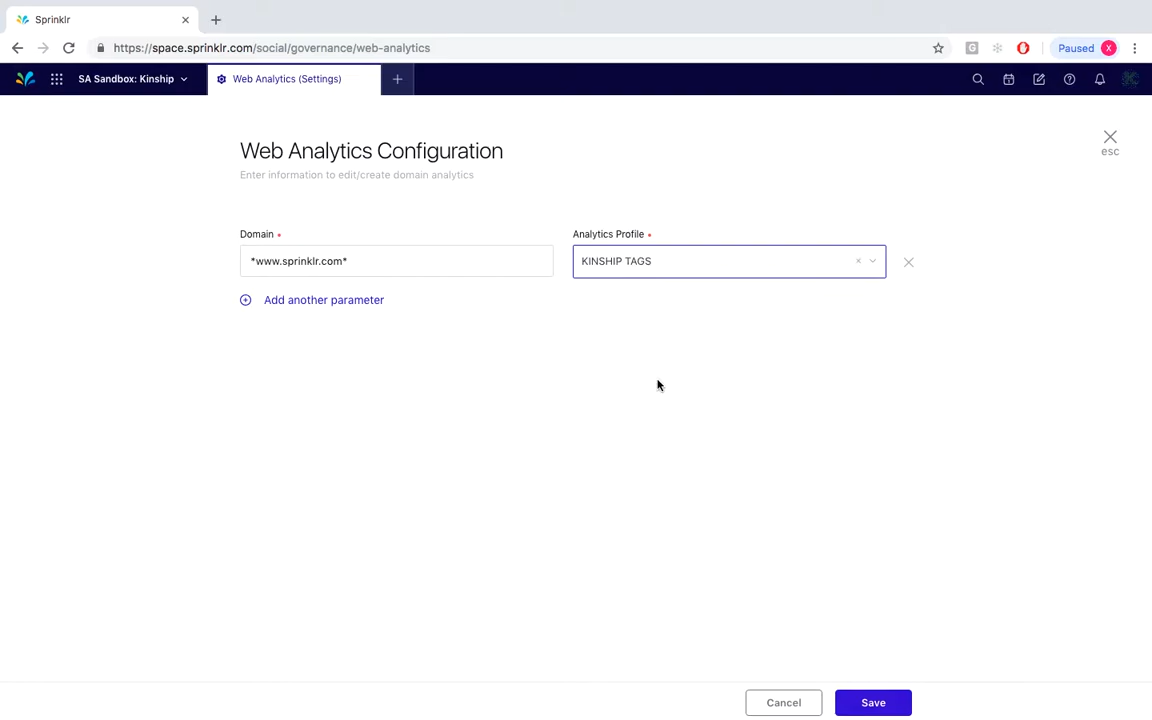 Sprinklr
https://space.sprinklr.com/social/governance/web-analytics
G
Paused X
SA Sandbox: Kinship
Web Analytics (Settings)
Web Analytics Configuration
esc
Enter information to edit/create domain analytics
Domain *
Analytics Profile *
*www.sprinklr.com*
KINSHIP TAGS
Add another parameter
Cancel
Save